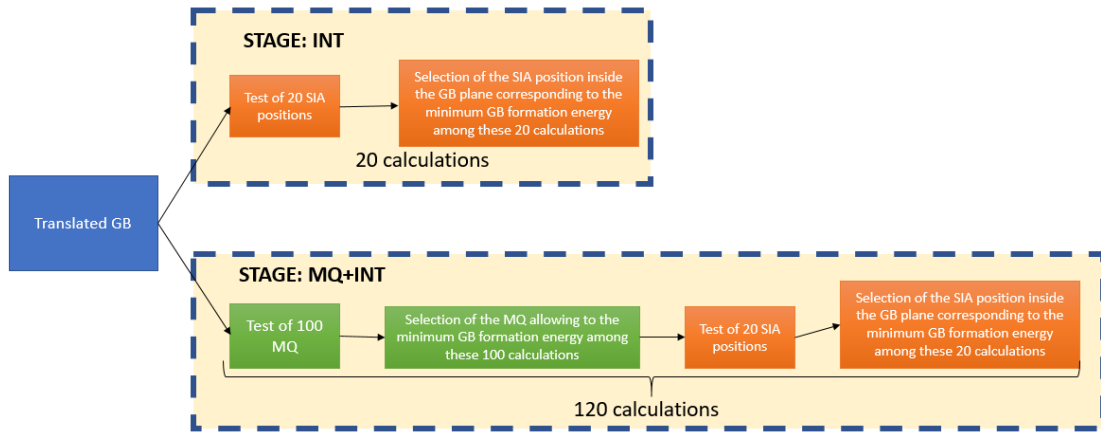 STAGE: INT
Test of 20 SIA
positions
Selection of the SIA position inside
the GB plane corresponding to the
minimum GB formation energy
among these 20 calculations
20 calculations
Translated GB
STAGE: MQ+INT
Test of 100
MQ
Selection of the MQ allowing to the
minimum GB formation energy among
these 100 calculations
Test of 20 SIA
positions
Selection of the SIA position inside
the GB plane corresponding to the
minimum GB formation energy
among these 20 calculations
120 calculations